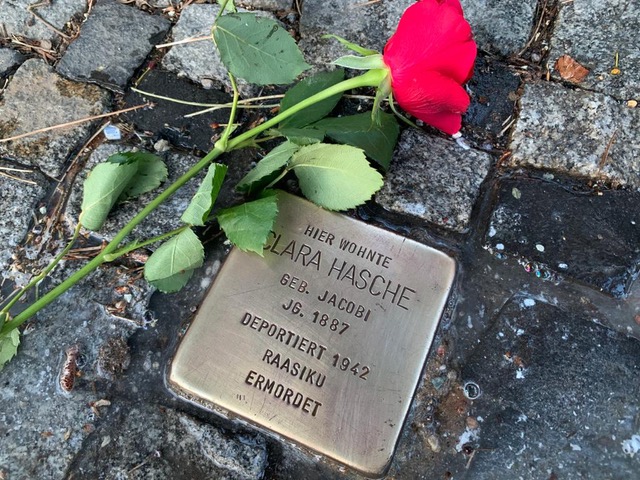 HIER WOHNTE
CLARA HASCHE
GEB. JACOBI
JG. 1887
DEPORTIERT 1942
RAASIKU
ERMORDET